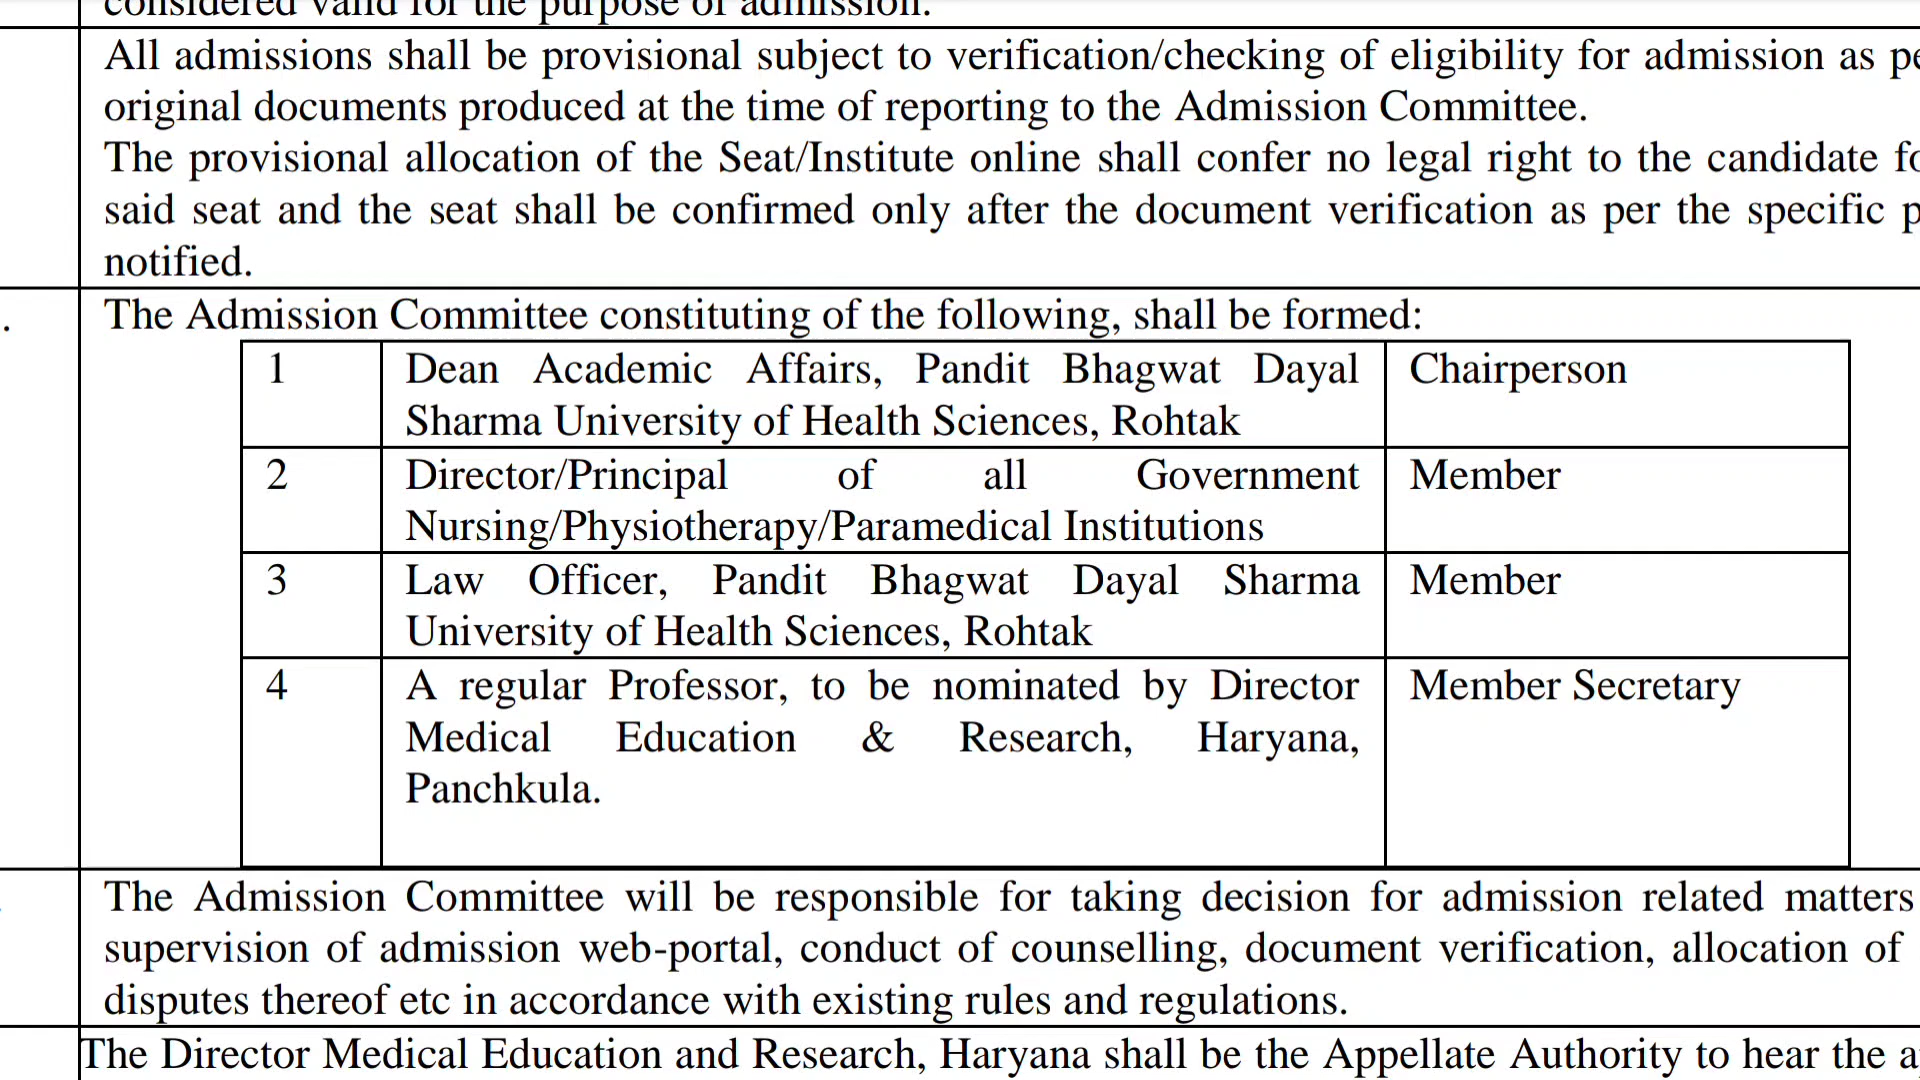 considered valid for the purpose of admission.
All admissions shall be provisional subject to verification/checking of eligibility for admission as
original documents produced at the time of reporting to the Admission Committee.
The provisional allocation of the Seat/Institute online shall confer no legal right to the candidate
said seat and the seat shall be confirmed only after the document verification as per the specific
notified.
. The Admission Committee constituting of the following, shall be formed:
1 Dean Academic Affairs, Pandit Bhagwat Dayal Chairperson
Sharma University of Health Sciences, Rohtak
2 Director/Principal of all Government Member
Nursing/Physiotherapy/Paramedical Institutions
3 Law Officer, Pandit Bhagwat Dayal Sharma Member
University of Health Sciences, Rohtak
4 A regular Professor, to be nominated by Director Member Secretary
Medical Education & Research, Haryana,
Panchkula.
The Admission Committee will be responsible for taking decision for admission related matters
supervision of admission web-portal, conduct of counselling, document verification, allocation of
disputes thereof etc in accordance with existing rules and regulations.
The Director Medical Education and Research, Haryana shall be the Appellate Authority to hear the